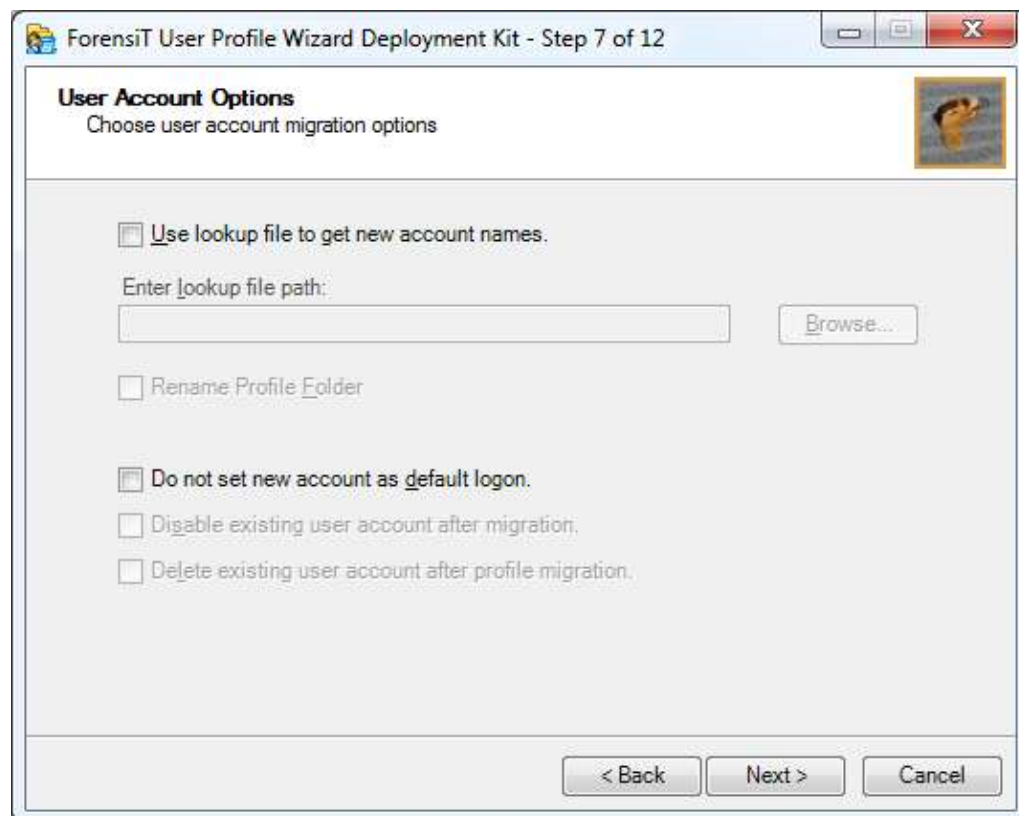 ForensiT User Profile Wizard Deployment Kit - Step 7 of 12
User Account Options
Choose user account migration options
Use lookup file to get new account names.
Enter lookup file path:
Browse...
Rename Profile Folder
Do not set new account as default logon.
Disable existing user account after migration.
Delete existing user account after profile migration.
< Back Next > Cancel